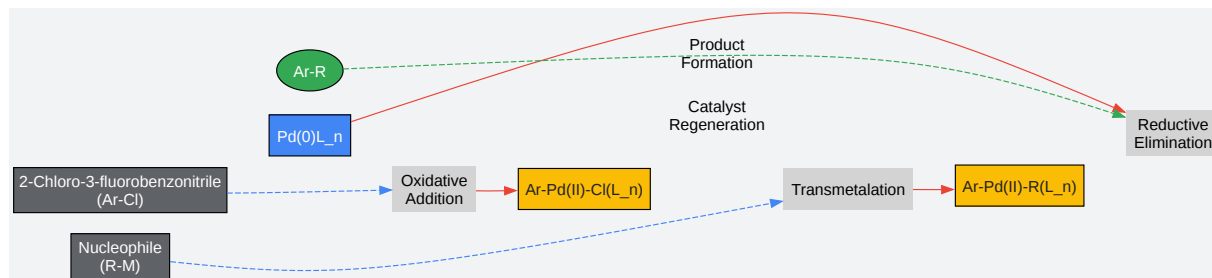 Product
Formation
Ar-R
Catalyst
Regeneration
Pd(0)L_n
Reductive
Elimination
2-Chloro-3-fluorobenzonitrile
(Ar-Cl)
Oxidative
Addition
Ar-Pd(II)-Cl(L_n)
Transmetalation
Ar-Pd(II)-R(L_n)
Nucleophile
(R-M)